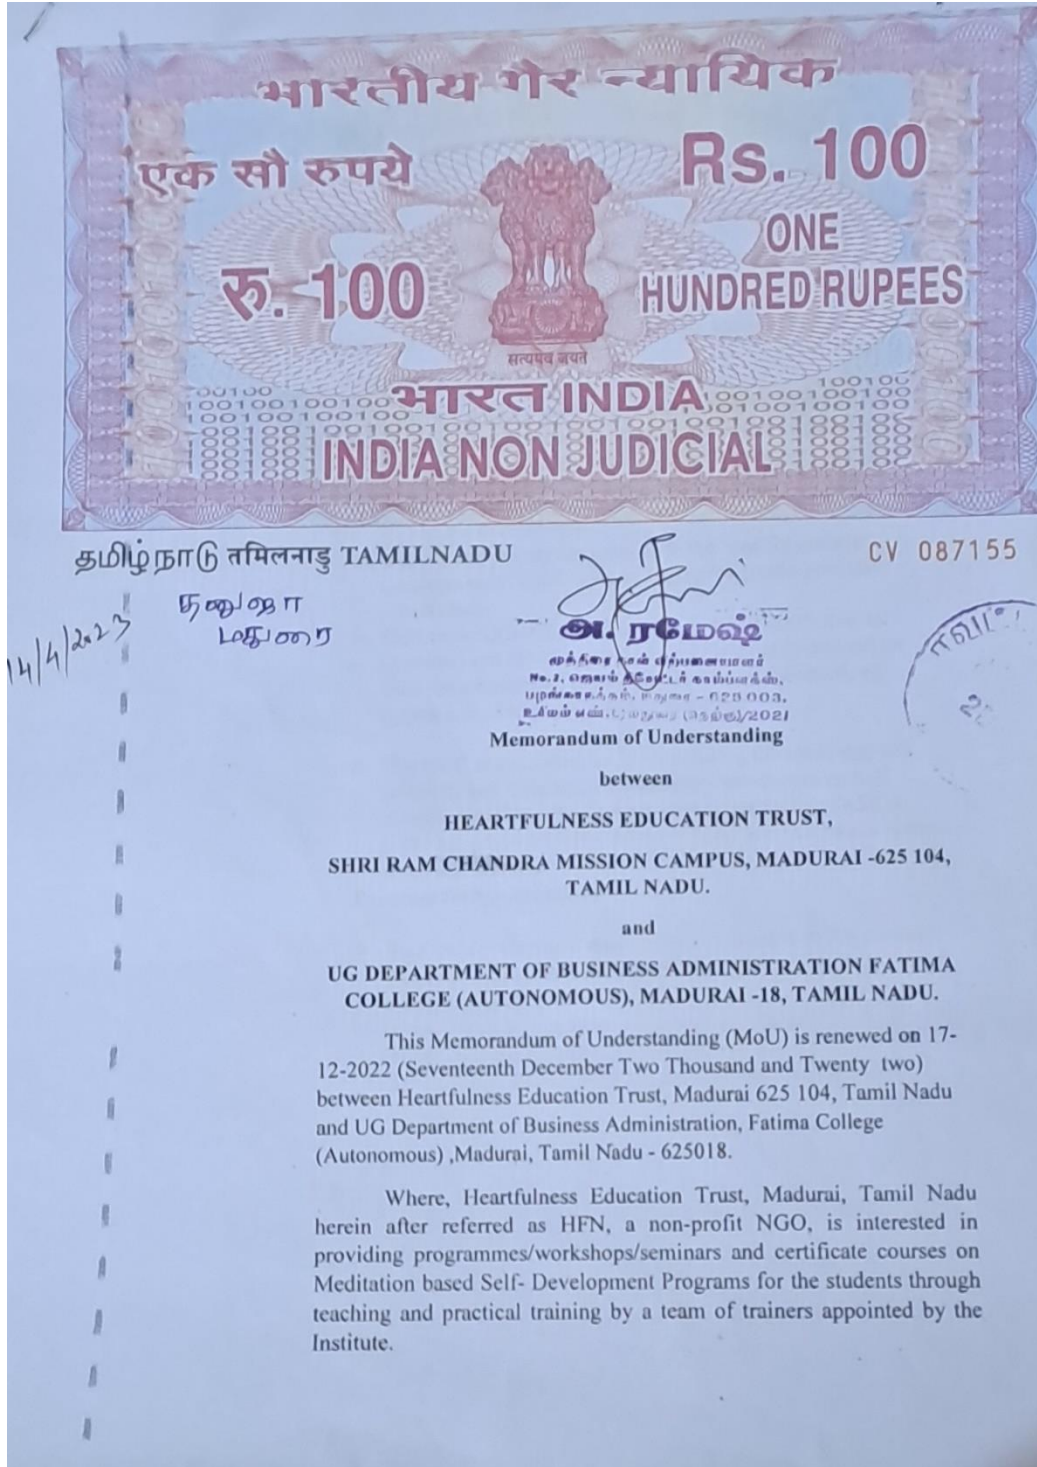 भारतीय गैर न्यायिक
एक सौ रुपये
Rs. 100
रु. 100
ONE
HUNDRED RUPEES
सत्यमेव जयते
भारत INDIA
INDIA NON JUDICIAL
தமிழ்நாடு तमिलनाडु TAMILNADU
CV 087155
14/4/2023
தனுஜா
மதுரை
அ. ரமேஷ்
முத்திரை தாள் விற்பனையாளர்
Memorandum of Understanding
between
HEARTFULNESS EDUCATION TRUST,
SHRI RAM CHANDRA MISSION CAMPUS, MADURAI -625 104,
TAMIL NADU.
and
UG DEPARTMENT OF BUSINESS ADMINISTRATION FATIMA
COLLEGE (AUTONOMOUS), MADURAI -18, TAMIL NADU.
This Memorandum of Understanding (MoU) is renewed on 17-
12-2022 (Seventeenth December Two Thousand and Twenty two)
between Heartfulness Education Trust, Madurai 625 104, Tamil Nadu
and UG Department of Business Administration, Fatima College
(Autonomous) ,Madurai, Tamil Nadu - 625018.
Where, Heartfulness Education Trust, Madurai, Tamil Nadu
herein after referred as HFN, a non-profit NGO, is interested in
providing programmes/workshops/seminars and certificate courses on
Meditation based Self- Development Programs for the students through
teaching and practical training by a team of trainers appointed by the
Institute.